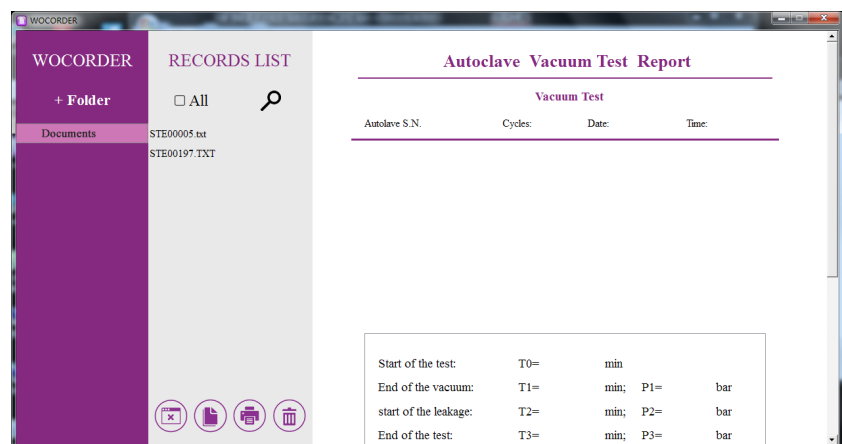 WOCORDER
WOCORDER
+ Folder
Documents
RECORDS LIST
All
STE00005.txt
STE00197.TXT
Autoclave Vacuum Test Report
Vacuum Test
Autolave S.N. Cycles: Date: Time:
Start of the test: T0= min
End of the vacuum: T1= min; P1= bar
start of the leakage: T2= min; P2= bar
End of the test: T3= min; P3= bar